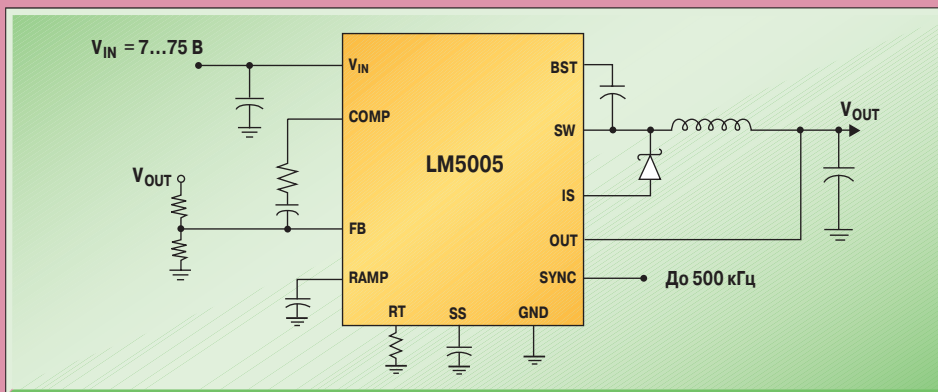 V_IN = 7...75 В
V_IN
BST
COMP
SW
V_OUT
LM5005
V_OUT
IS
FB
OUT
RAMP
SYNC
До 500 кГц
RT
SS
GND